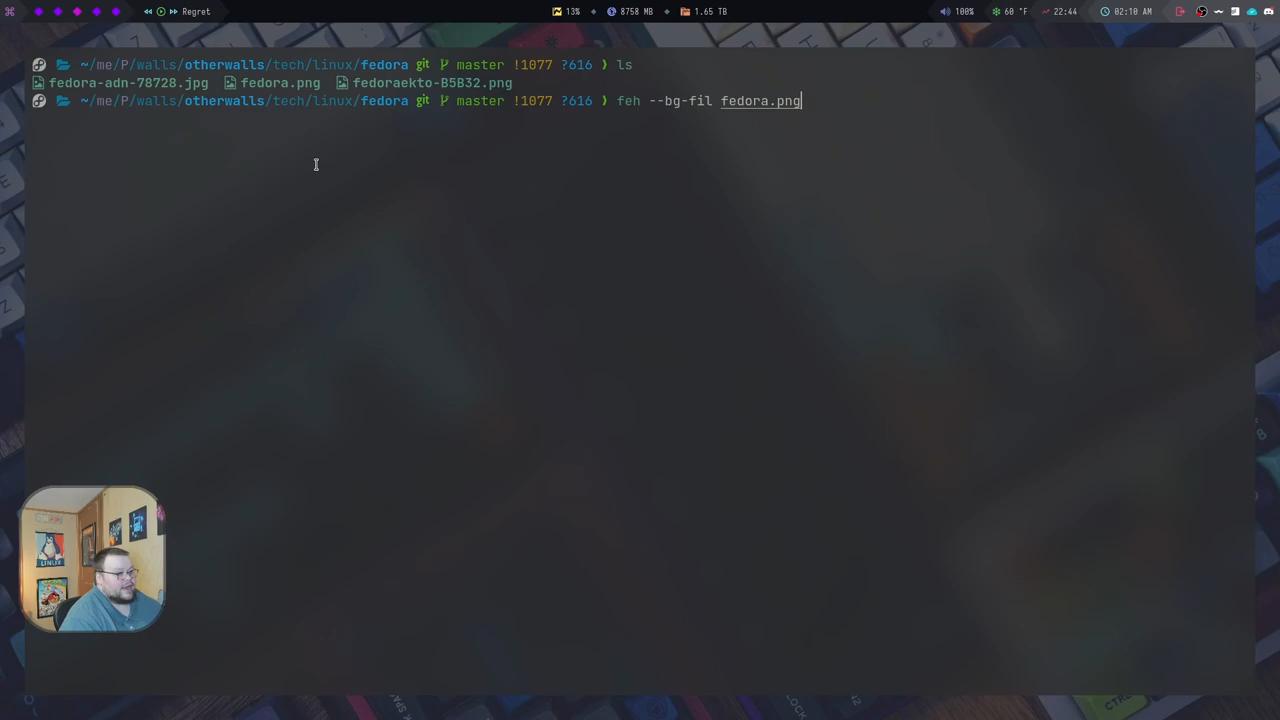 Regret 13% 8758 MB 1.65 TB 100% 60 °F 22:44 02:10 AM
~/me/P/walls/otherwalls/tech/linux/fedora git master !1077 ?616 ❯ ls
fedora-adn-78728.jpg fedora.png fedoraekto-B5B32.png
~/me/P/walls/otherwalls/tech/linux/fedora git master !1077 ?616 ❯ feh --bg-fil fedora.png
LINUX
CTRL